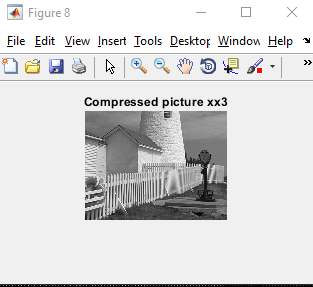 Figure 8
File Edit View Insert Tools Desktop Window Help
Compressed picture xx3